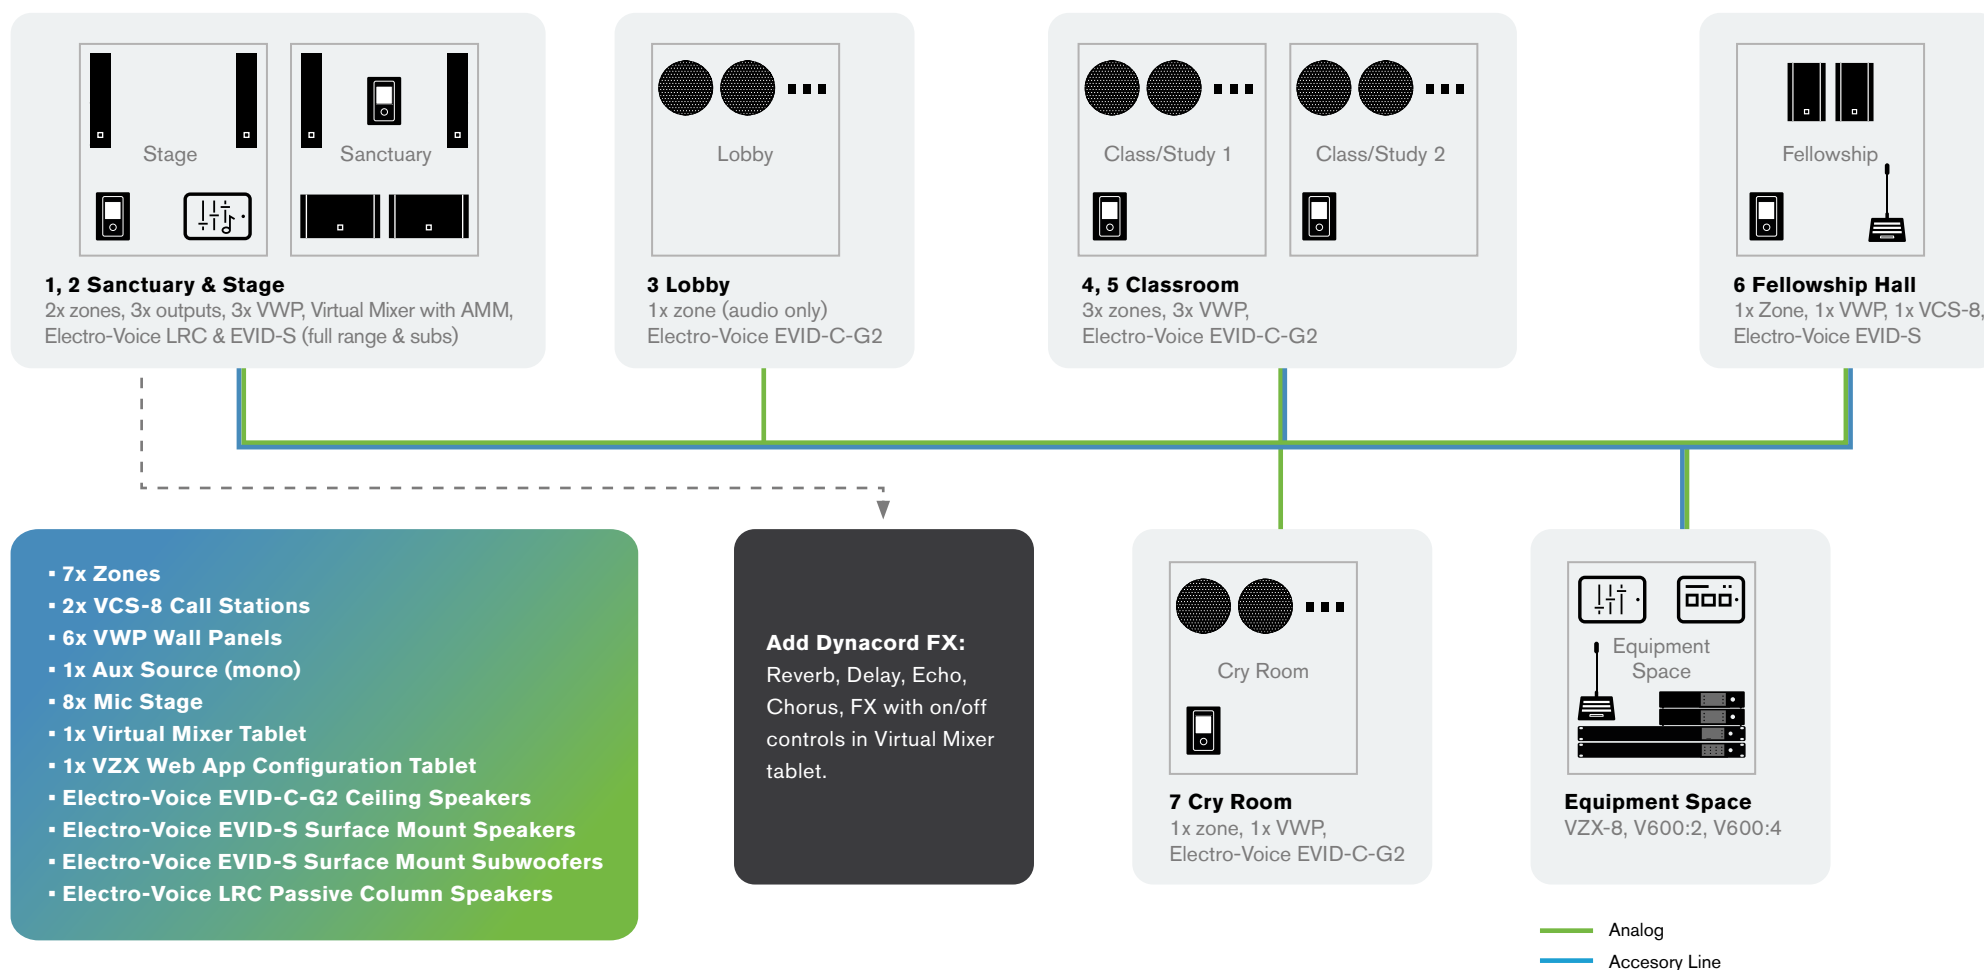 Stage
Sanctuary
1, 2 Sanctuary & Stage
2x zones, 3x outputs, 3x VWP, Virtual Mixer with AMM,
Electro-Voice LRC & EVID-S (full range & subs)
Lobby
3 Lobby
1x zone (audio only)
Electro-Voice EVID-C-G2
Class/Study 1
Class/Study 2
4, 5 Classroom
3x zones, 3x VWP,
Electro-Voice EVID-C-G2
Fellowship
6 Fellowship Hall
1x Zone, 1x VWP, 1x VCS-8,
Electro-Voice EVID-S
▪ 7x Zones
▪ 2x VCS-8 Call Stations
▪ 6x VWP Wall Panels
▪ 1x Aux Source (mono)
▪ 8x Mic Stage
▪ 1x Virtual Mixer Tablet
▪ 1x VZX Web App Configuration Tablet
▪ Electro-Voice EVID-C-G2 Ceiling Speakers
▪ Electro-Voice EVID-S Surface Mount Speakers
▪ Electro-Voice EVID-S Surface Mount Subwoofers
▪ Electro-Voice LRC Passive Column Speakers
Add Dynacord FX:
Reverb, Delay, Echo,
Chorus, FX with on/off
controls in Virtual Mixer
tablet.
Cry Room
7 Cry Room
1x zone, 1x VWP,
Electro-Voice EVID-C-G2
Equipment
Space
Equipment Space
VZX-8, V600:2, V600:4
Analog
Accesory Line